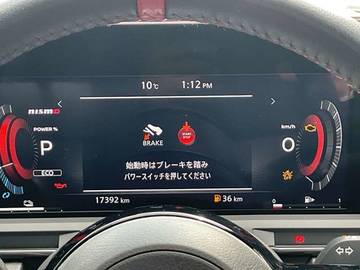 10℃ 1:12 PM
nismo
POWER %
km/h
P
0
BRAKE
START STOP
ECO
始動時はブレーキを踏み
パワースイッチを押してください
17392 km
36 km
0